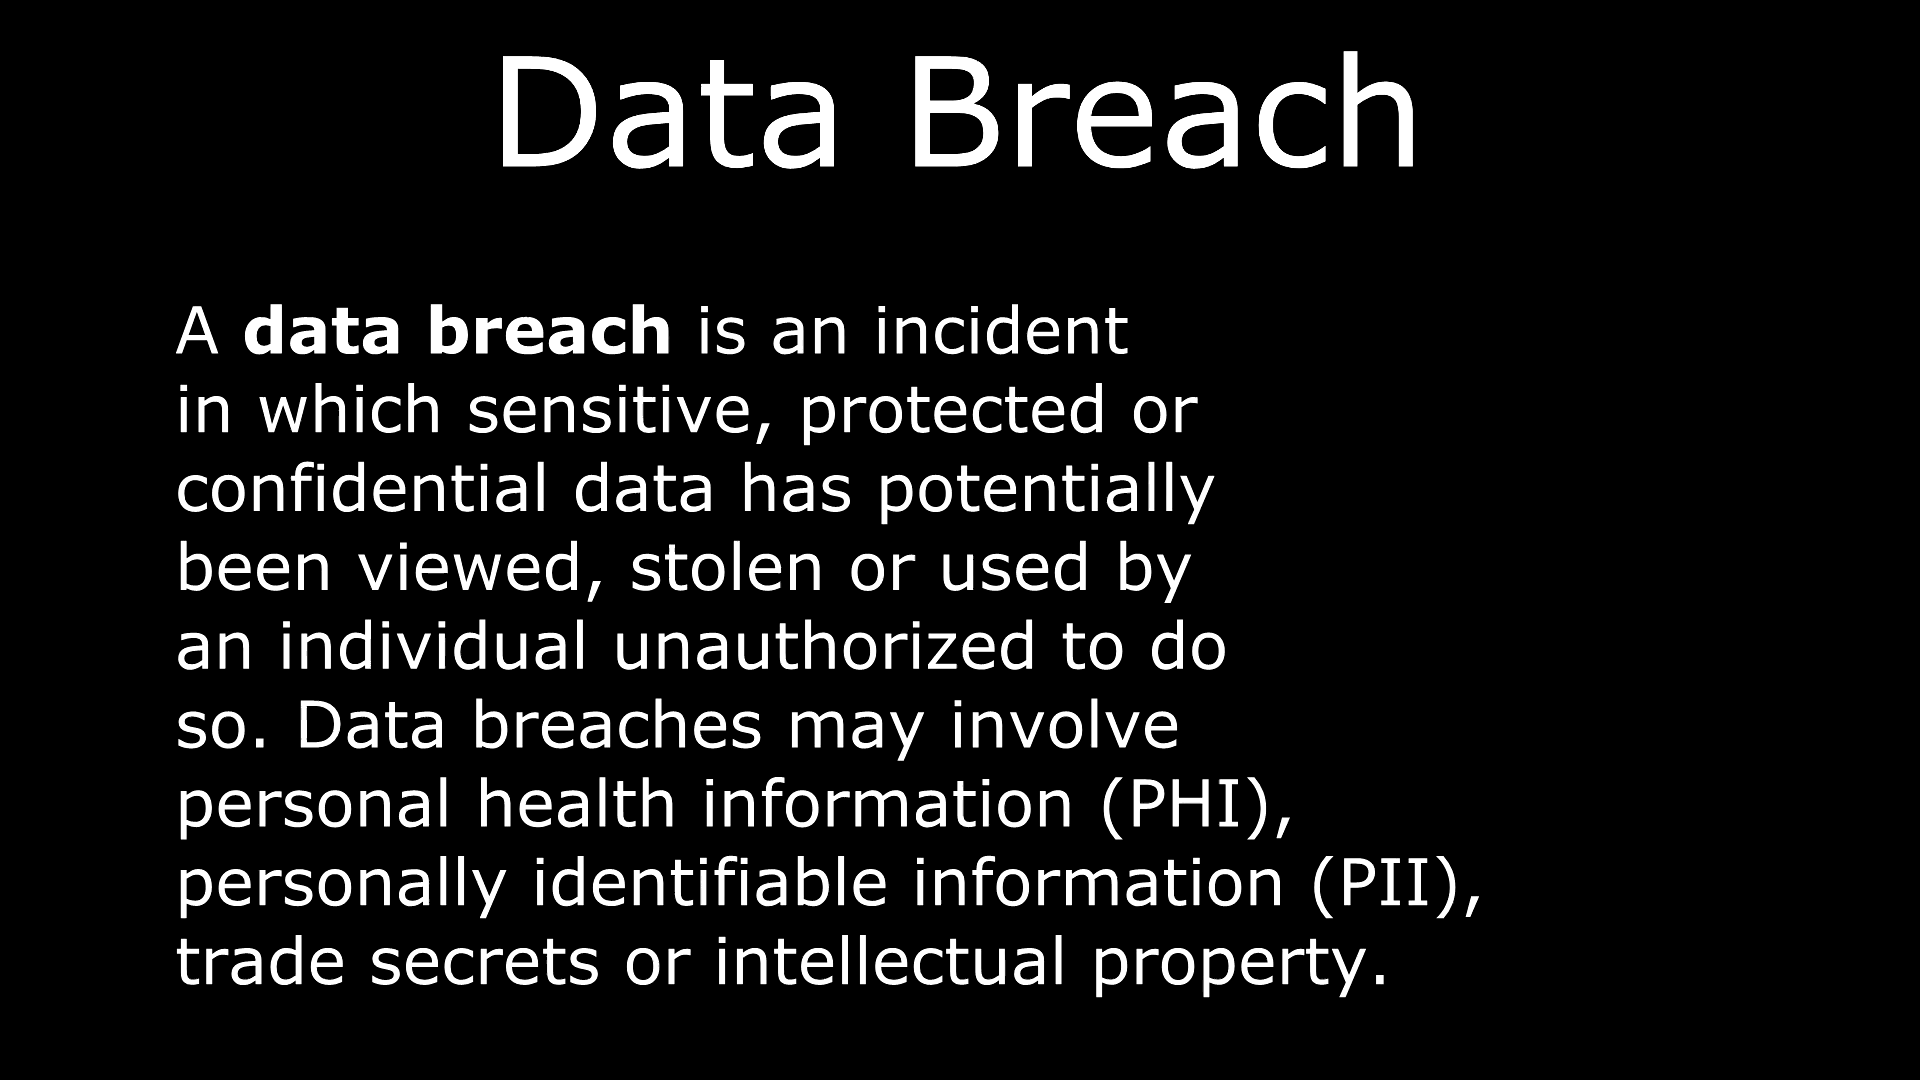 Data Breach
A data breach is an incident
in which sensitive, protected or
confidential data has potentially
been viewed, stolen or used by
an individual unauthorized to do
so. Data breaches may involve
personal health information (PHI),
personally identifiable information (PII),
trade secrets or intellectual property.